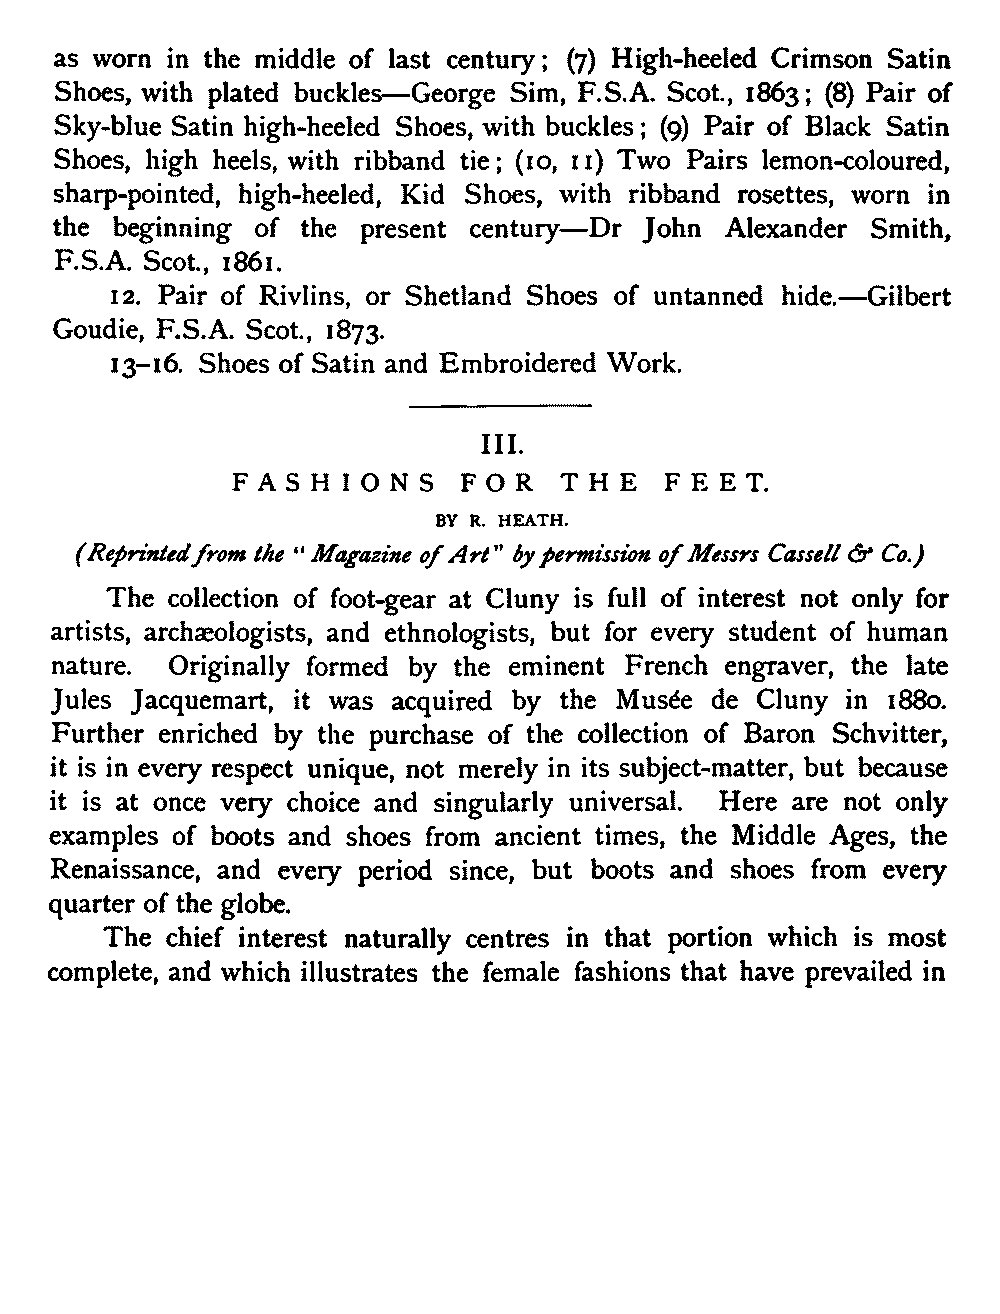 as worn in the middle of last century; (7) High-heeled Crimson Satin
Shoes, with plated buckles—George Sim, F.S.A. Scot., 1863; (8) Pair of
Sky-blue Satin high-heeled Shoes, with buckles; (9) Pair of Black Satin
Shoes, high heels, with ribband tie; (10, 11) Two Pairs lemon-coloured,
sharp-pointed, high-heeled, Kid Shoes, with ribband rosettes, worn in
the beginning of the present century—Dr John Alexander Smith,
F.S.A. Scot., 1861.
12. Pair of Rivlins, or Shetland Shoes of untanned hide.—Gilbert
Goudie, F.S.A. Scot., 1873.
13–16. Shoes of Satin and Embroidered Work.
III.
FASHIONS FOR THE FEET.
BY R. HEATH.
(Reprinted from the "Magazine of Art" by permission of Messrs Cassell & Co.)
The collection of foot-gear at Cluny is full of interest not only for
artists, archæologists, and ethnologists, but for every student of human
nature. Originally formed by the eminent French engraver, the late
Jules Jacquemart, it was acquired by the Musée de Cluny in 1880.
Further enriched by the purchase of the collection of Baron Schvitter,
it is in every respect unique, not merely in its subject-matter, but because
it is at once very choice and singularly universal. Here are not only
examples of boots and shoes from ancient times, the Middle Ages, the
Renaissance, and every period since, but boots and shoes from every
quarter of the globe.
The chief interest naturally centres in that portion which is most
complete, and which illustrates the female fashions that have prevailed in